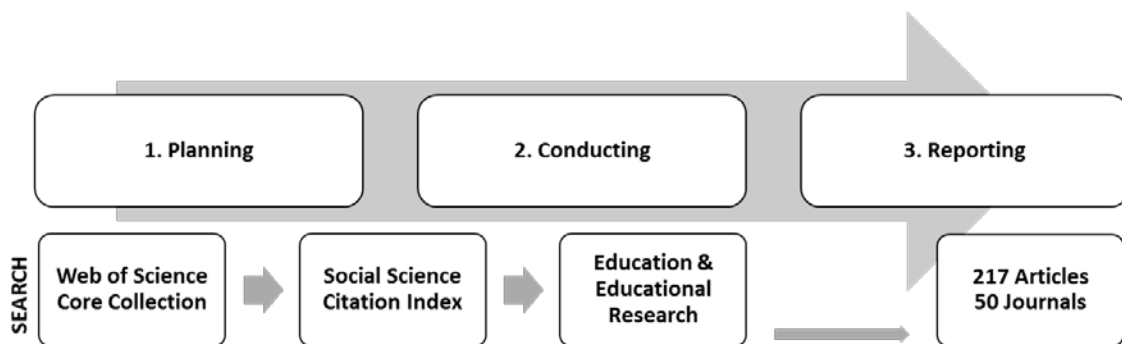 1. Planning
2. Conducting
3. Reporting
SEARCH
Web of Science
Core Collection
Social Science
Citation Index
Education &
Educational
Research
217 Articles
50 Journals